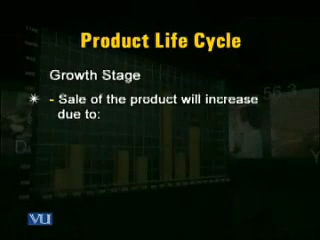 Product Life Cycle
Growth Stage
- Sale of the product will increase
due to:
VU